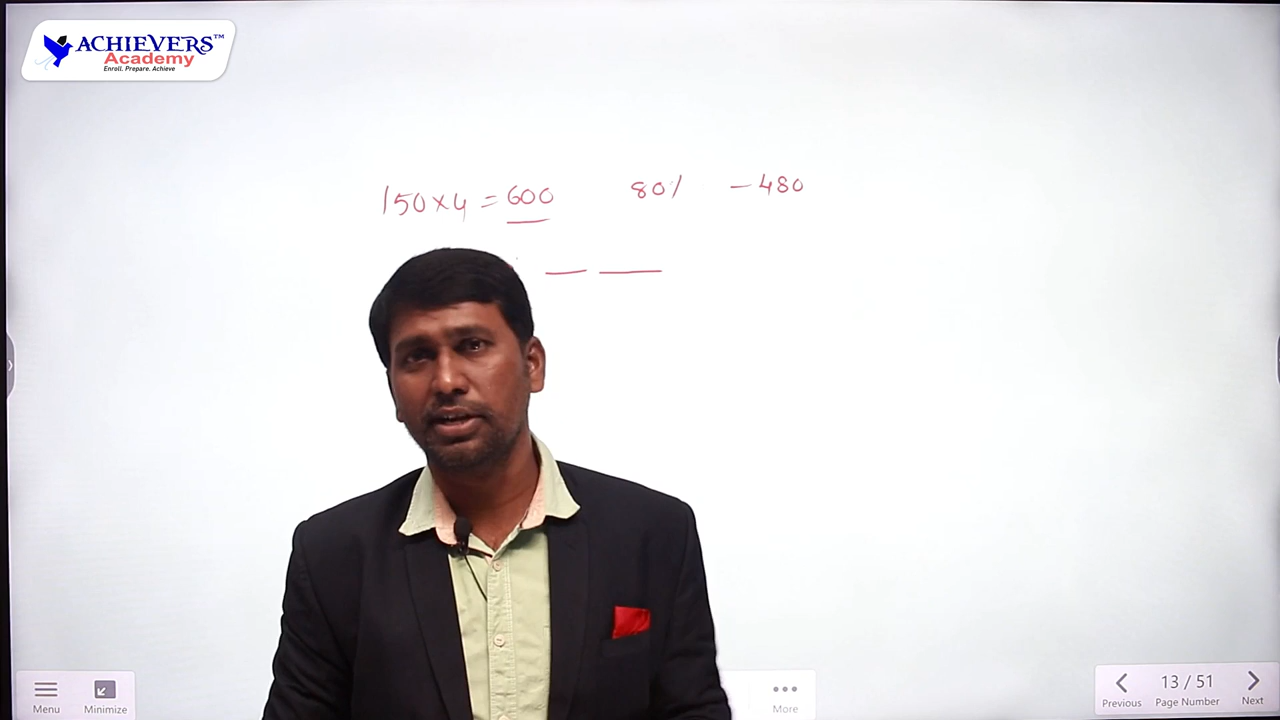 ACHIEVERS™
Academy
Enroll. Prepare. Achieve
150×4 = 600 80% – 480
Menu
Minimize
More
Previous
13 / 51
Page Number
Next